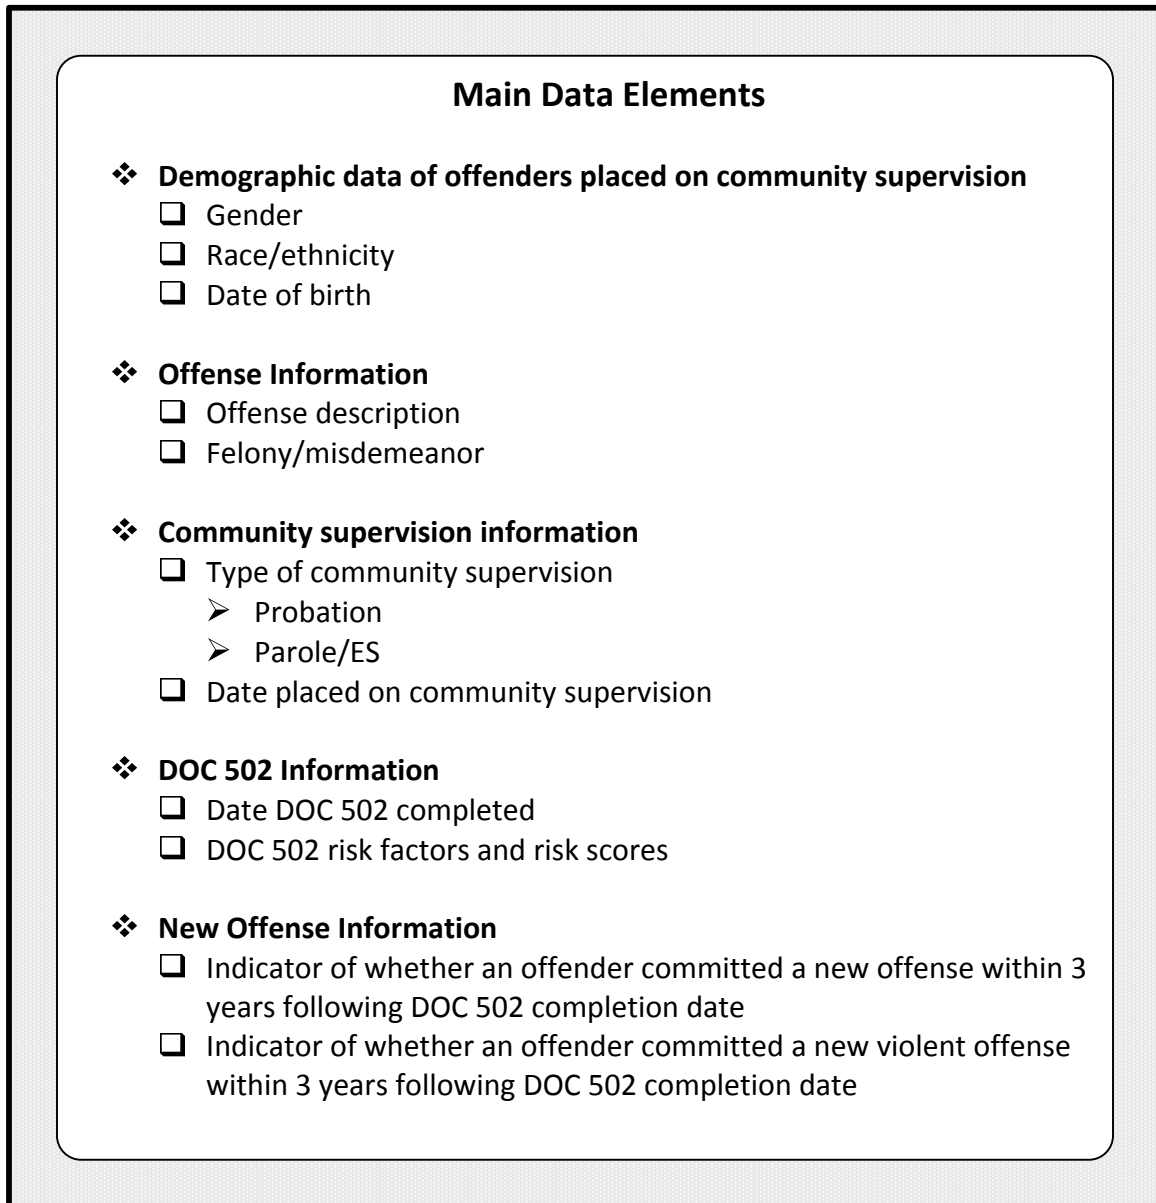 Main Data Elements
❖ Demographic data of offenders placed on community supervision
❑ Gender
❑ Race/ethnicity
❑ Date of birth
❖ Offense Information
❑ Offense description
❑ Felony/misdemeanor
❖ Community supervision information
❑ Type of community supervision
➢ Probation
➢ Parole/ES
❑ Date placed on community supervision
❖ DOC 502 Information
❑ Date DOC 502 completed
❑ DOC 502 risk factors and risk scores
❖ New Offense Information
❑ Indicator of whether an offender committed a new offense within 3
years following DOC 502 completion date
❑ Indicator of whether an offender committed a new violent offense
within 3 years following DOC 502 completion date